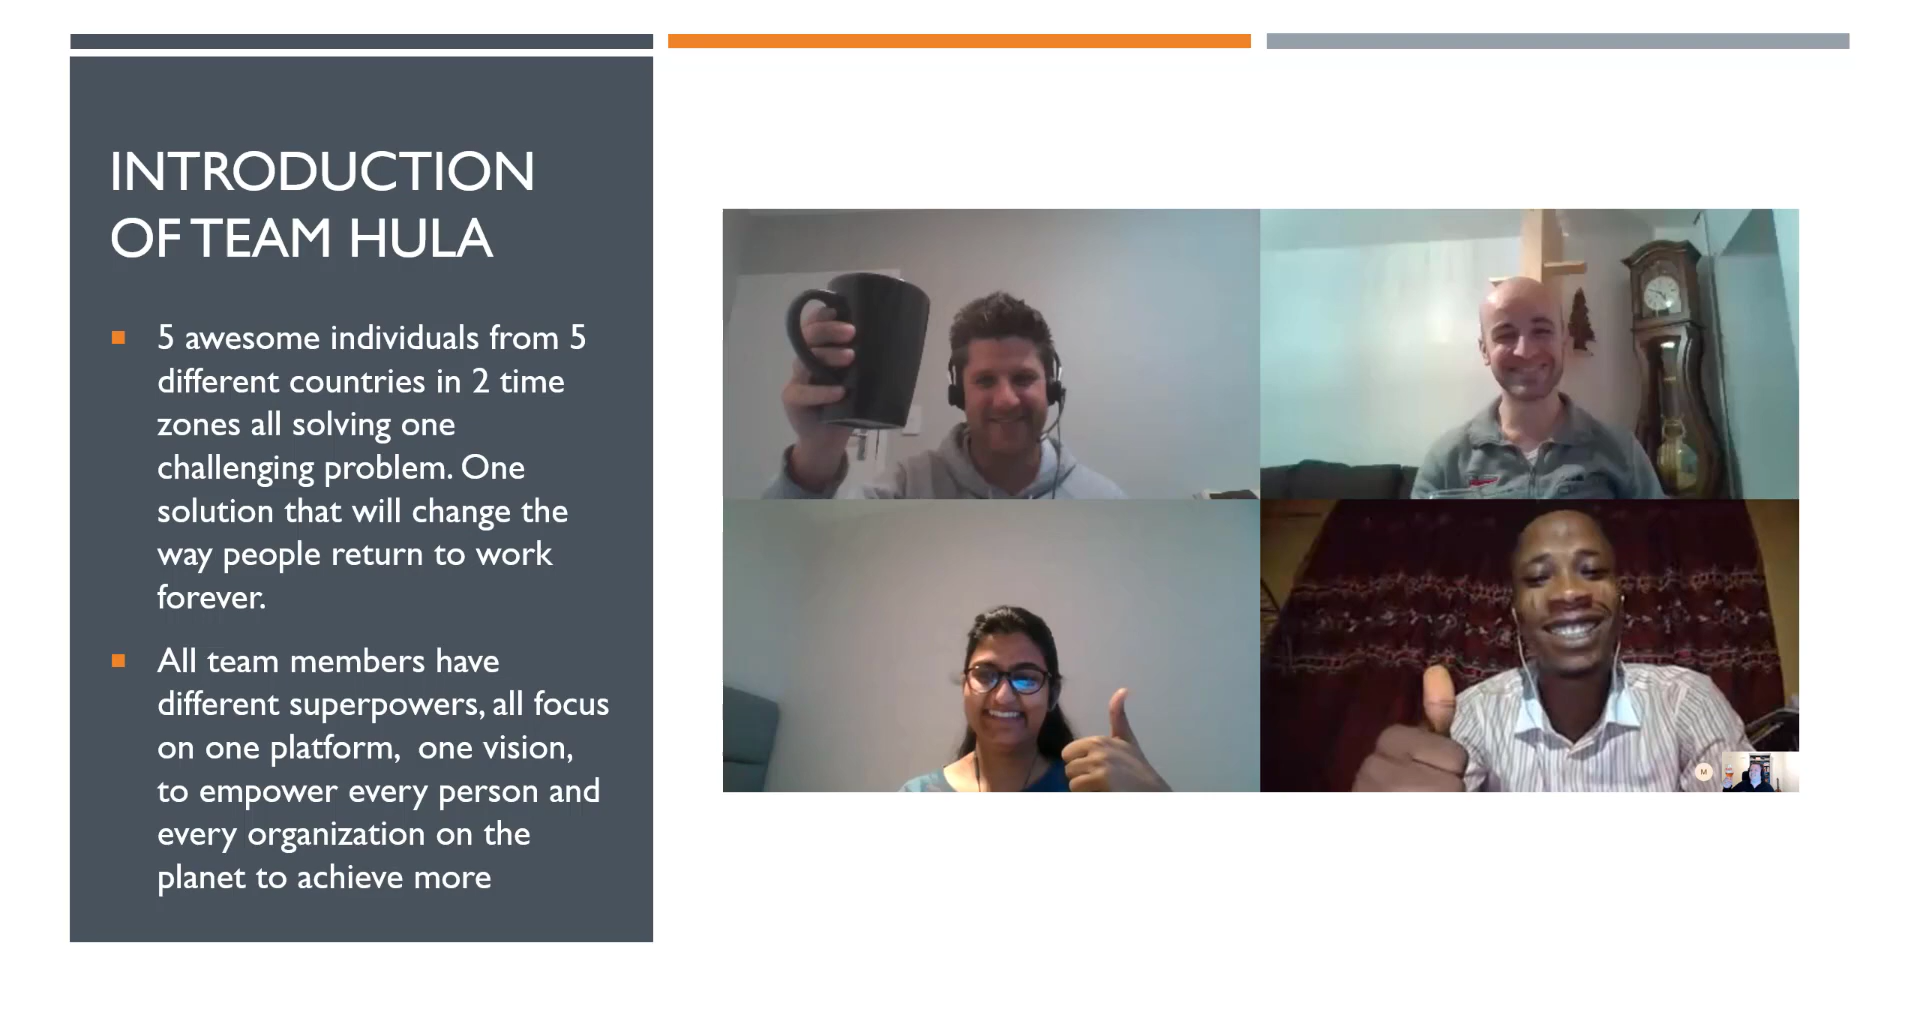 INTRODUCTION
OF TEAM HULA
5 awesome individuals from 5
different countries in 2 time
zones all solving one
challenging problem. One
solution that will change the
way people return to work
forever.
All team members have
different superpowers, all focus
on one platform,  one vision,
to empower every person and
every organization on the
planet to achieve more
M